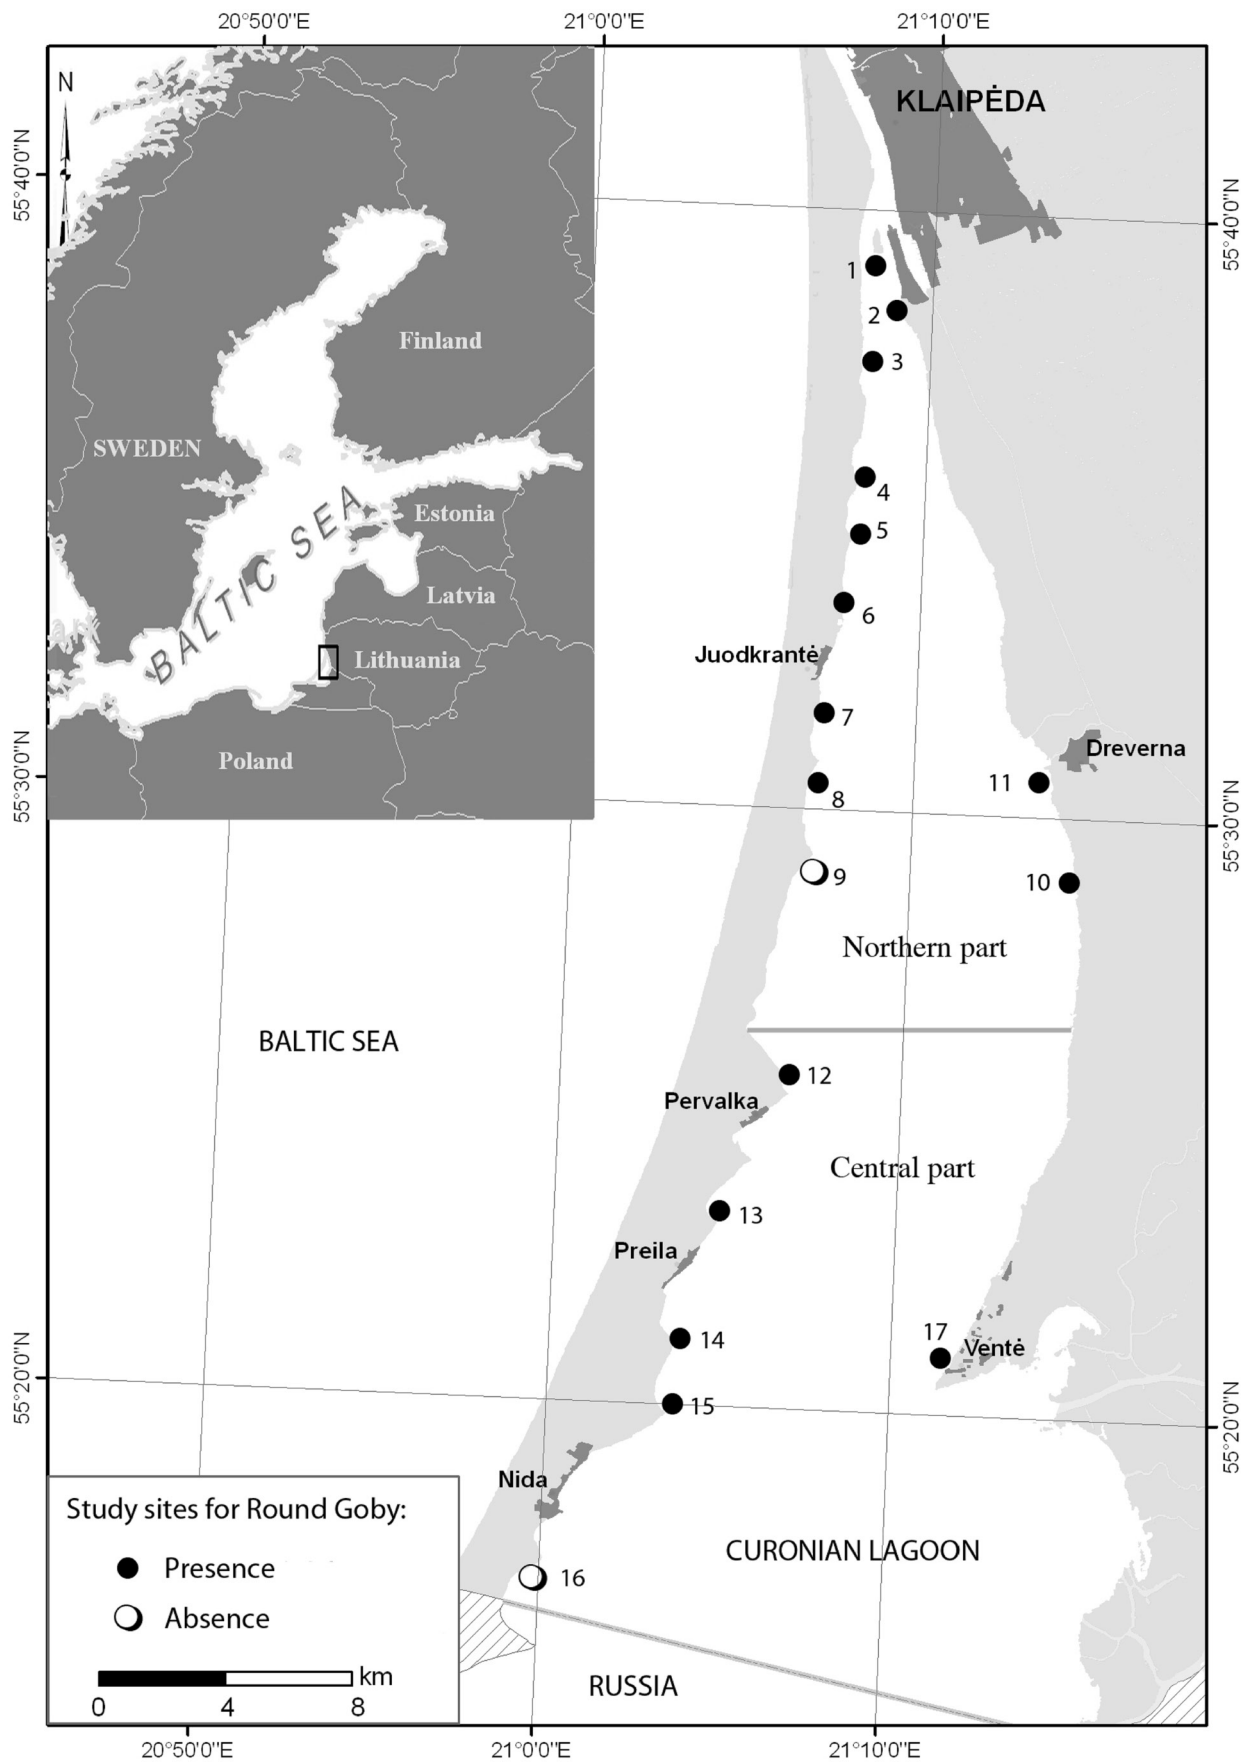 20°50'0"E
21°0'0"E
21°10'0"E
N
KLAIPĖDA
55°40'0"N
55°40'0"N
1
2
3
Finland
SWEDEN
4
Estonia
5
BALTIC SEA
Latvia
6
Juodkrantė
Lithuania
7
Dreverna
Poland
55°30'0"N
55°30'0"N
8
11
9
10
Northern part
BALTIC SEA
12
Pervalka
Central part
13
Preila
14
17
Ventė
55°20'0"N
55°20'0"N
15
Nida
CURONIAN LAGOON
16
RUSSIA
Study sites for Round Goby:
Presence
Absence
km
0 4 8
20°50'0"E
21°0'0"E
21°10'0"E